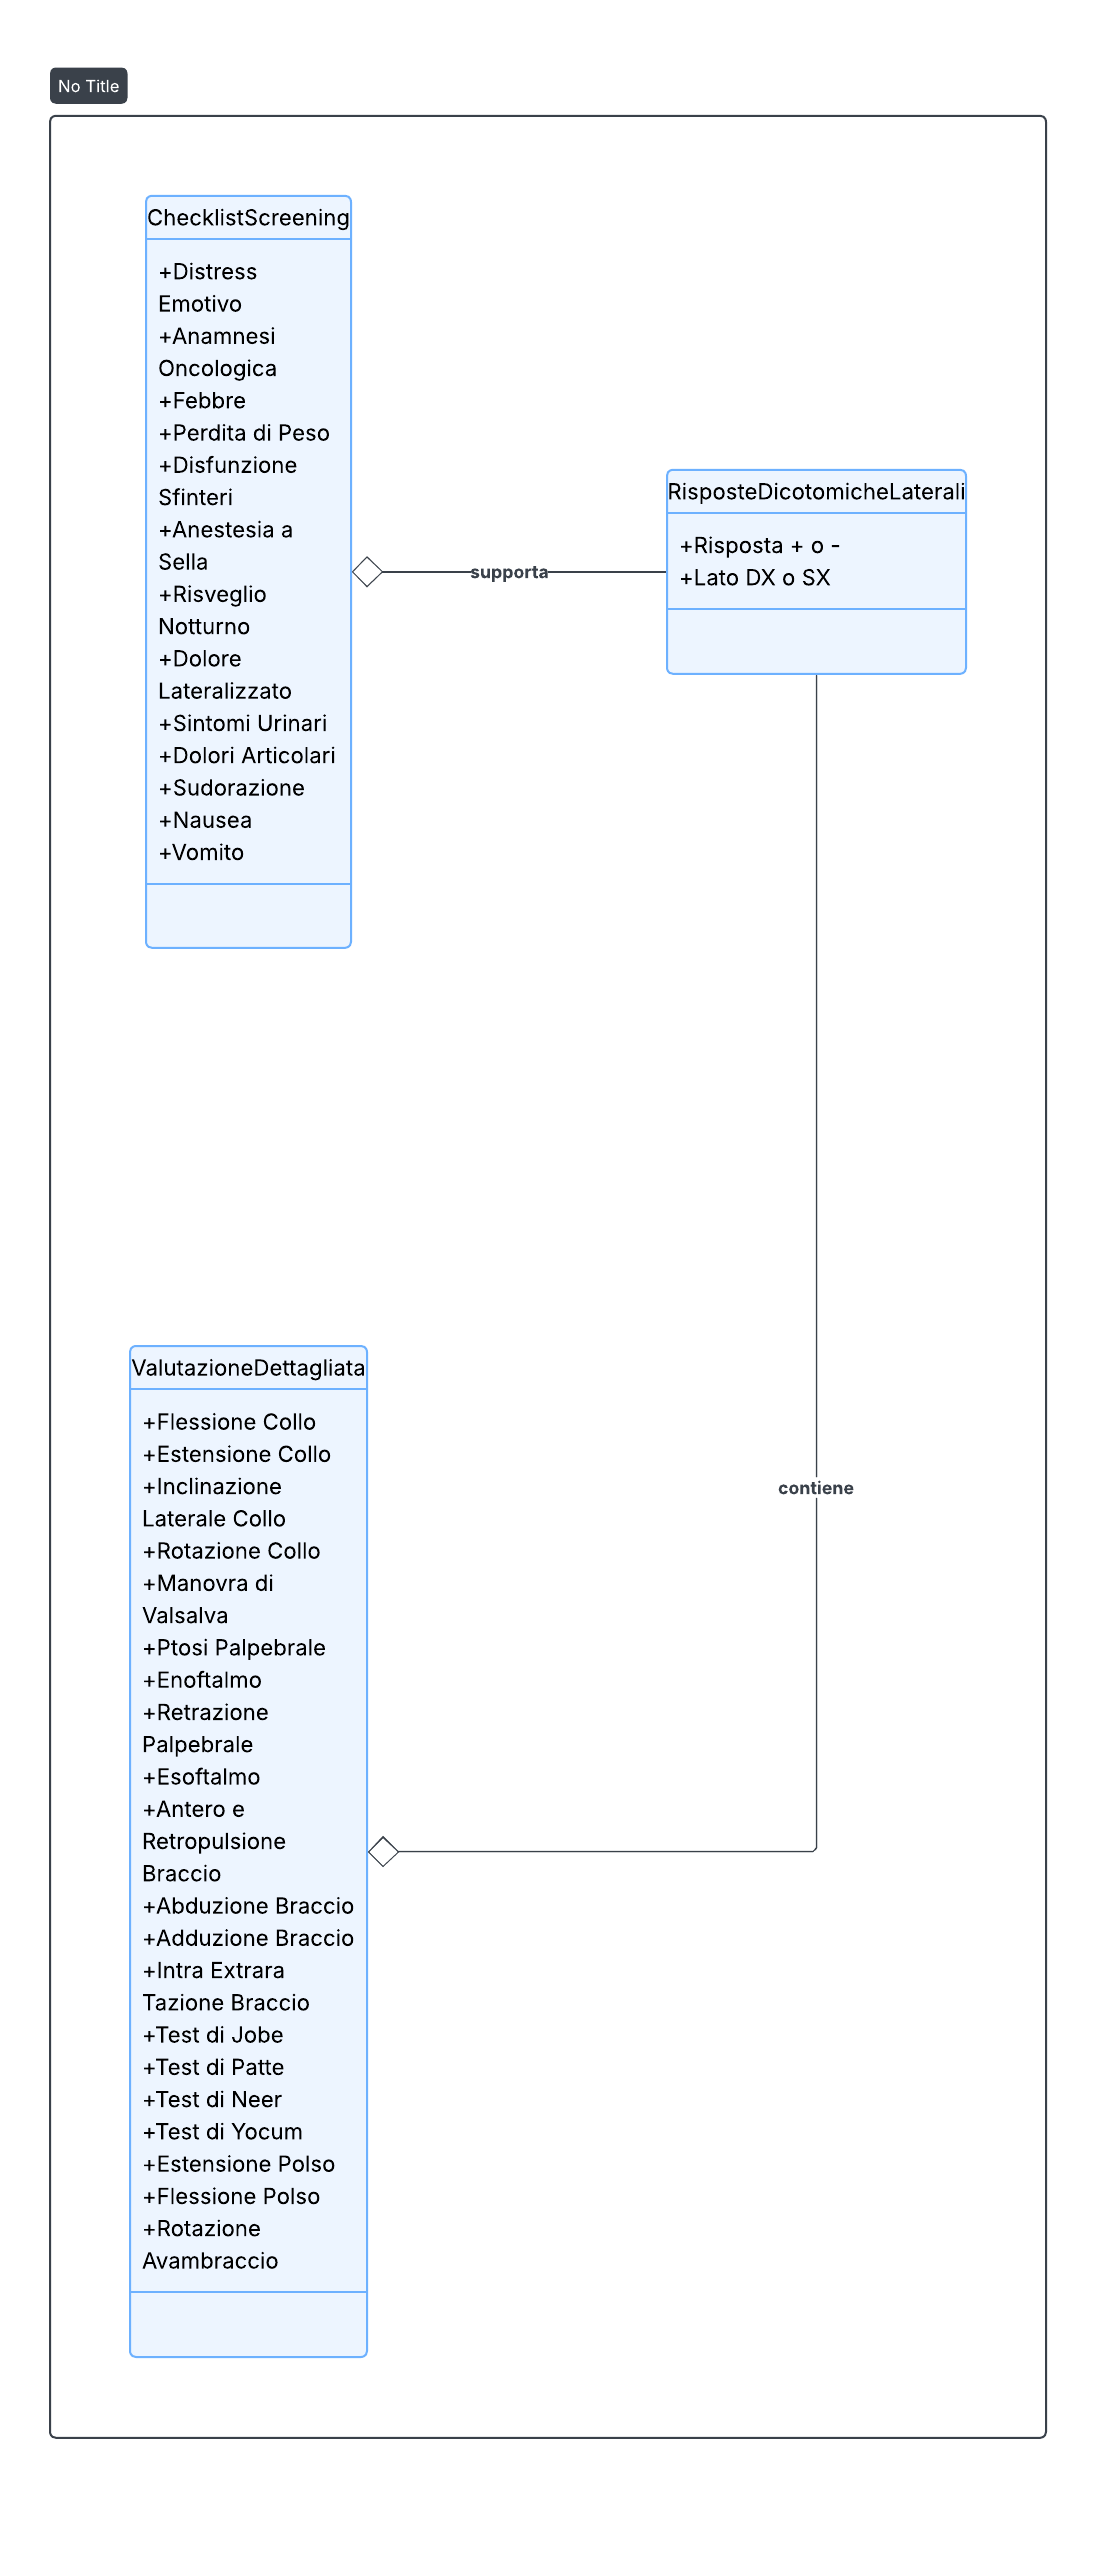 No Title
ChecklistScreening
+Distress
Emotivo
+Anamnesi
Oncologica
+Febbre
+Perdita di Peso
+Disfunzione
Sfinteri
+Anestesia a
Sella
+Risveglio
Notturno
+Dolore
Lateralizzato
+Sintomi Urinari
+Dolori Articolari
+Sudorazione
+Nausea
+Vomito
supporta
RisposteDicotomicheLaterali
+Risposta + o -
+Lato DX o SX
contiene
ValutazioneDettagliata
+Flessione Collo
+Estensione Collo
+Inclinazione
Laterale Collo
+Rotazione Collo
+Manovra di
Valsalva
+Ptosi Palpebrale
+Enoftalmo
+Retrazione
Palpebrale
+Esoftalmo
+Antero e
Retropulsione
Braccio
+Abduzione Braccio
+Adduzione Braccio
+Intra Extrara
Tazione Braccio
+Test di Jobe
+Test di Patte
+Test di Neer
+Test di Yocum
+Estensione Polso
+Flessione Polso
+Rotazione
Avambraccio